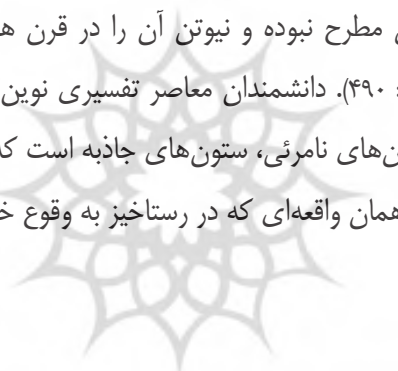 مطرح نبوده و نیوتن آن را در قرن
۴۹۰). دانشمندان معاصر تفسیری نوین
ن‌های نامرئی، ستون‌های جاذبه است که
همان واقعه‌ای که در رستاخیز به وقوع